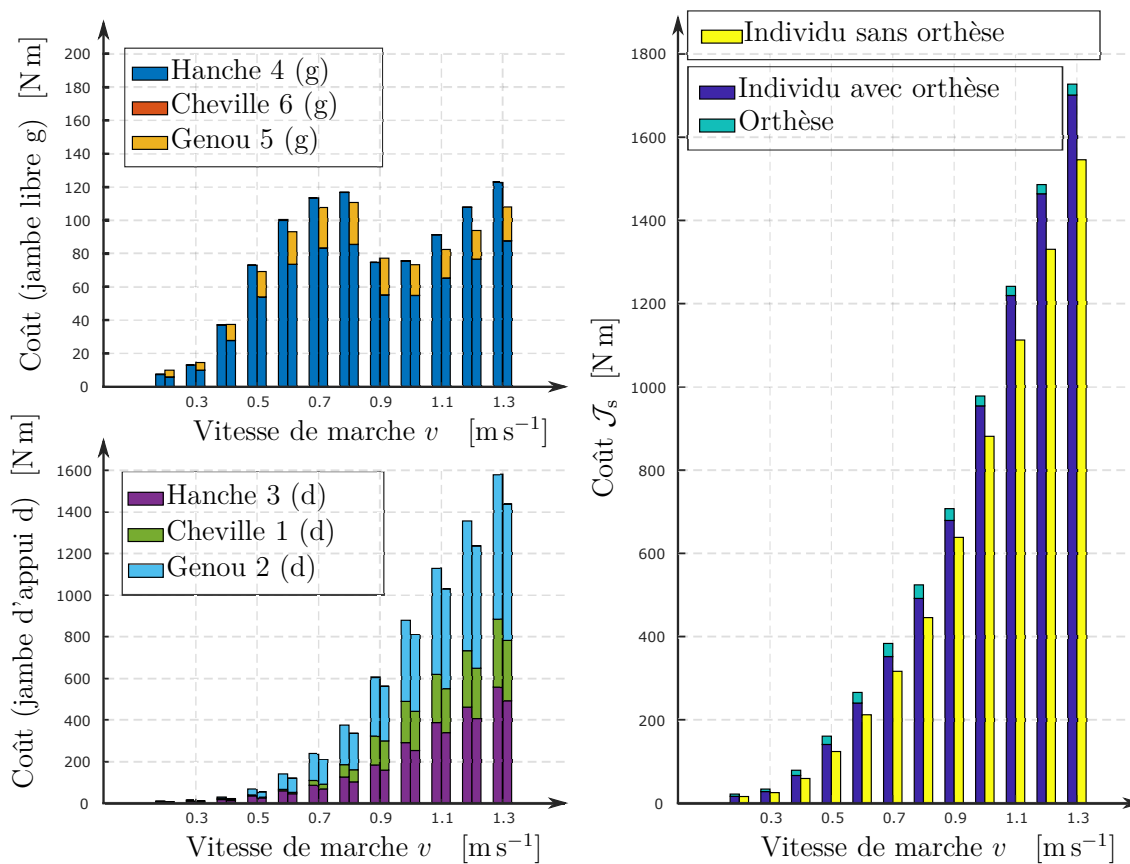 Coût (jambe libre g) [N m]
200
180
160
140
120
100
80
60
40
20
0
Hanche 4 (g)
Cheville 6 (g)
Genou 5 (g)
0.3 0.5 0.7 0.9 1.1 1.3
Vitesse de marche v [m s⁻¹]
Coût (jambe d'appui d) [N m]
1600
1400
1200
1000
800
600
400
200
0
Hanche 3 (d)
Cheville 1 (d)
Genou 2 (d)
0.3 0.5 0.7 0.9 1.1 1.3
Vitesse de marche v [m s⁻¹]
Coût 𝒥ₛ [N m]
1800
1600
1400
1200
1000
800
600
400
200
0
Individu sans orthèse
Individu avec orthèse
Orthèse
0.3 0.5 0.7 0.9 1.1 1.3
Vitesse de marche v [m s⁻¹]